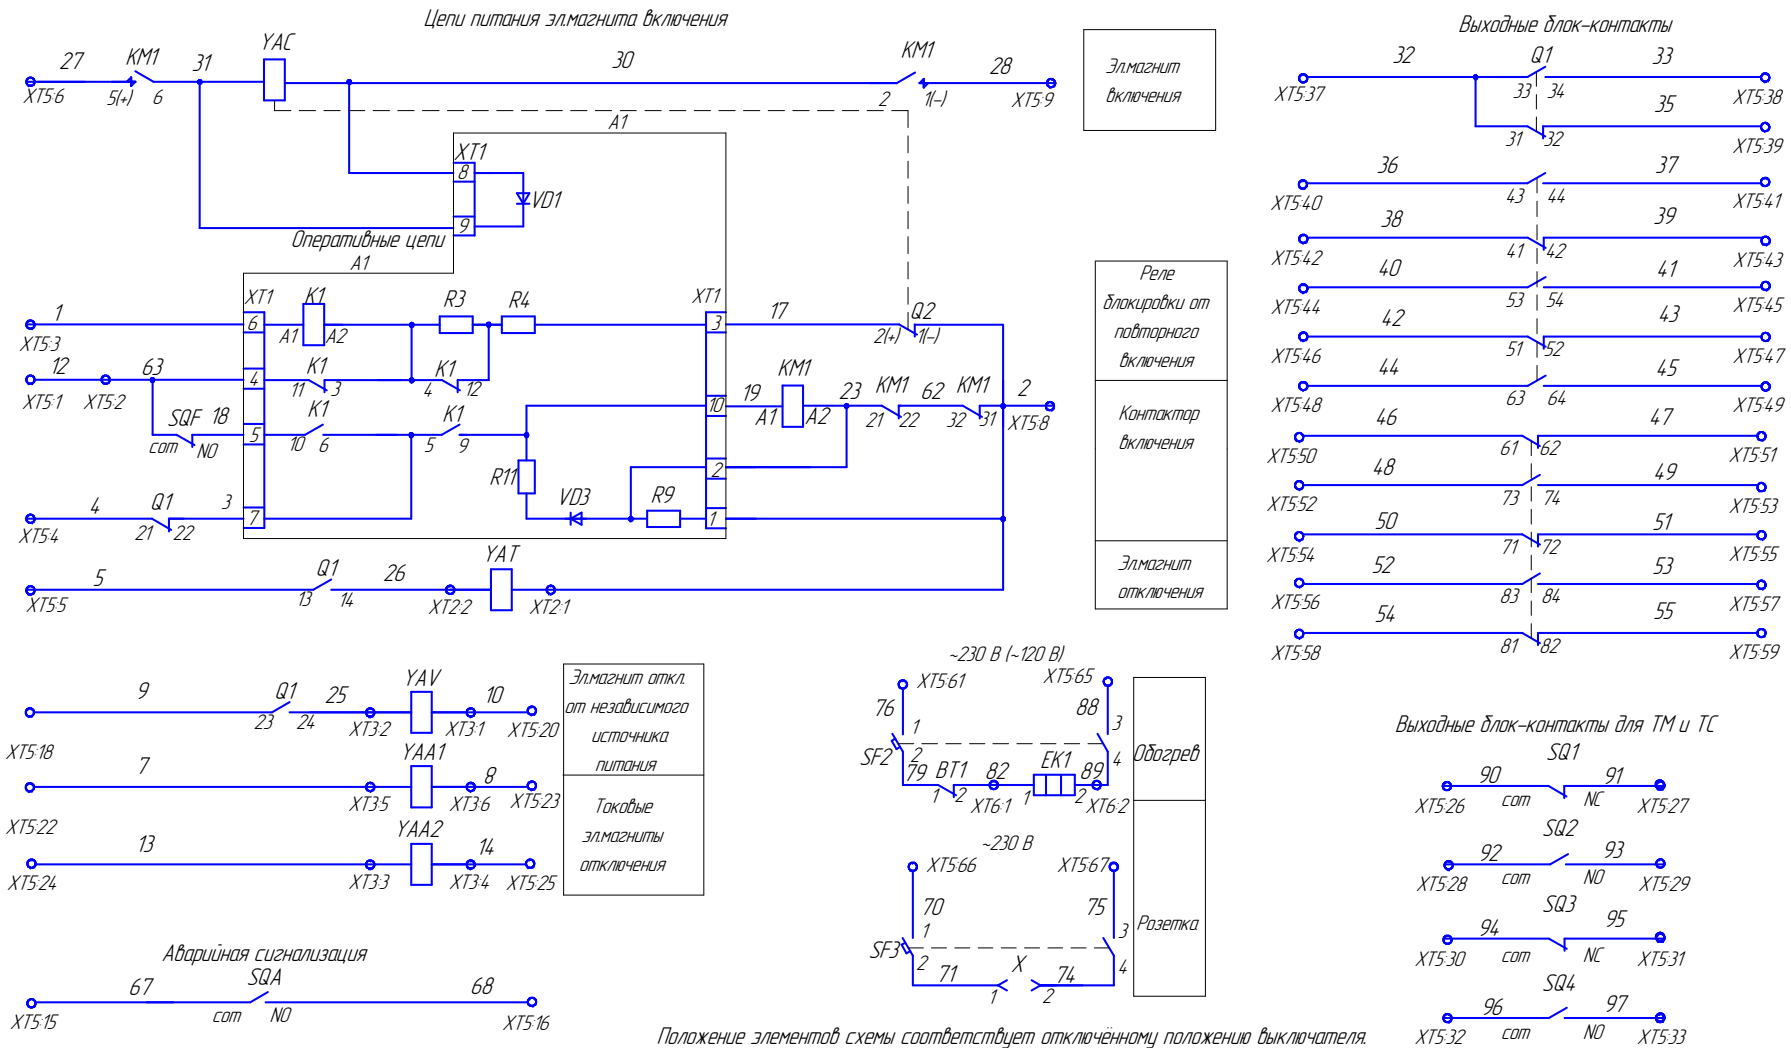 Цепи питания эл.магнита включения
27 KM1 31 YAC 30 KM1 28
XT5:6 5(+) 6 2 1(–) XT5:9
Эл.магнит
включения
A1
XT1
8
VD1
9
Оперативные цепи
A1
XT1 K1 R3 R4 XT1
1 6 A1 A2 3 17 Q2
XT5:3 2(+) 1(–)
12 63 4 K1 K1
XT5:1 XT5:2 11 3 4 12
SQF 18 K1 K1 10 19 KM1 23 KM1 62 KM1 2
com NO 5 10 6 5 9 A1 A2 21 22 32 31 XT5:8
R11 2
VD3 R9
4 Q1 3 7 1
XT5:4 21 22
5 Q1 26 YAT
XT5:5 13 14 XT2:2 XT2:1
Реле
блокировки от
повторного
включения
Контактор
включения
Эл.магнит
отключения
9 Q1 25 YAV 10
XT5:18 23 24 XT3:2 XT3:1 XT5:20
7 YAA1 8
XT5:22 XT3:5 XT3:6 XT5:23
13 YAA2 14
XT5:24 XT3:3 XT3:4 XT5:25
Эл.магнит откл.
от независимого
источника
питания
Токовые
эл.магниты
отключения
Аварийная сигнализация
67 SQA 68
XT5:15 com NO XT5:16
~230 В (~120 В)
XT5:61 XT5:65
76 1 88 3
SF2 2 4
79 BT1 82 EK1 89
1 2 XT6:1 1 2 XT6:2
Обогрев
~230 В
XT5:66 XT5:67
70 1 75 3
SF3 2 4
71 X 74
1 2
Розетка
Выходные блок–контакты
32 Q1 33
XT5:37 33 34 XT5:38
35
31 32 XT5:39
36 37
XT5:40 43 44 XT5:41
38 39
XT5:42 41 42 XT5:43
40 41
XT5:44 53 54 XT5:45
42 43
XT5:46 51 52 XT5:47
44 45
XT5:48 63 64 XT5:49
46 47
XT5:50 61 62 XT5:51
48 49
XT5:52 73 74 XT5:53
50 51
XT5:54 71 72 XT5:55
52 53
XT5:56 83 84 XT5:57
54 55
XT5:58 81 82 XT5:59
Выходные блок–контакты для ТМ и ТС
SQ1
90 91
XT5:26 com NC XT5:27
SQ2
92 93
XT5:28 com NO XT5:29
SQ3
94 95
XT5:30 com NC XT5:31
SQ4
96 97
XT5:32 com NO XT5:33
Положение элементов схемы соответствует отключённому положению выключателя.